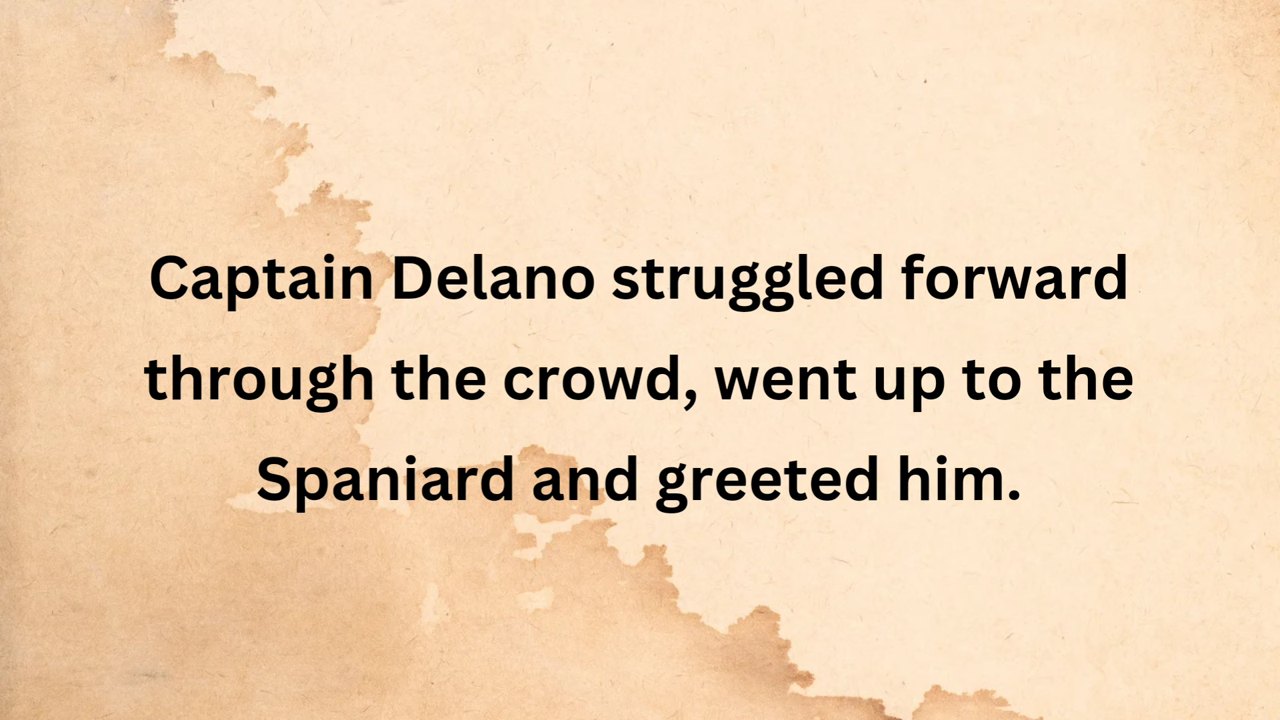 Captain Delano struggled forward
through the crowd, went up to the
Spaniard and greeted him.